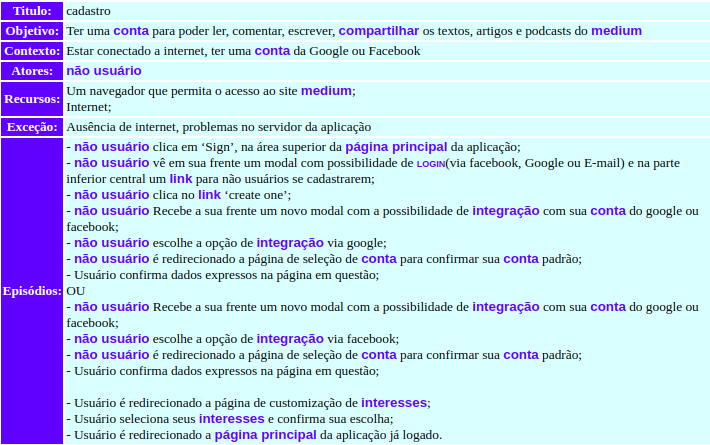 Titulo: cadastro
Objetivo: Ter uma conta para poder ler, comentar, escrever, compartilhar os textos, artigos e podcasts do medium
Contexto: Estar conectado a internet, ter uma conta da Google ou Facebook
Atores: não usuário
Recursos: Um navegador que permita o acesso ao site medium;
Internet;
Exceção: Ausência de internet, problemas no servidor da aplicação
Episódios:
- não usuário clica em ‘Sign’, na área superior da página principal da aplicação;
- não usuário vê em sua frente um modal com possibilidade de LOGIN(via facebook, Google ou E-mail) e na parte
inferior central um link para não usuários se cadastrarem;
- não usuário clica no link ‘create one’;
- não usuário Recebe a sua frente um novo modal com a possibilidade de integração com sua conta do google ou
facebook;
- não usuário escolhe a opção de integração via google;
- não usuário é redirecionado a página de seleção de conta para confirmar sua conta padrão;
- Usuário confirma dados expressos na página em questão;
OU
- não usuário Recebe a sua frente um novo modal com a possibilidade de integração com sua conta do google ou
facebook;
- não usuário escolhe a opção de integração via facebook;
- não usuário é redirecionado a página de seleção de conta para confirmar sua conta padrão;
- Usuário confirma dados expressos na página em questão;
- Usuário é redirecionado a página de customização de interesses;
- Usuário seleciona seus interesses e confirma sua escolha;
- Usuário é redirecionado a página principal da aplicação já logado.